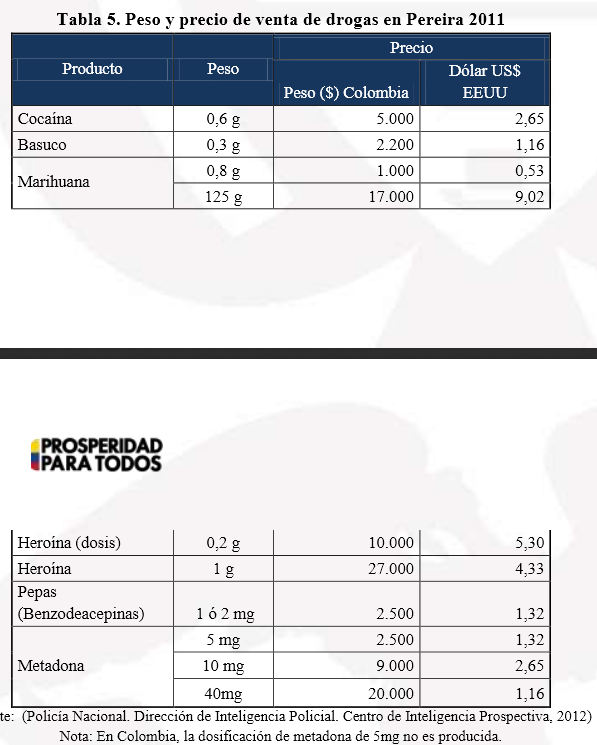 Tabla 5. Peso y precio de venta de drogas en Pereira 2011
Precio
Producto Peso Dólar US$
Peso ($) Colombia EEUU
Cocaína 0,6 g 5.000 2,65
Basuco 0,3 g 2.200 1,16
Marihuana 0,8 g 1.000 0,53
125 g 17.000 9,02
PROSPERIDAD
PARA TODOS
Heroína (dosis) 0,2 g 10.000 5,30
Heroína 1 g 27.000 4,33
Pepas
(Benzodeacepinas) 1 ó 2 mg 2.500 1,32
5 mg 2.500 1,32
Metadona 10 mg 9.000 2,65
40mg 20.000 1,16
te: (Policía Nacional. Dirección de Inteligencia Policial. Centro de Inteligencia Prospectiva, 2012)
Nota: En Colombia, la dosificación de metadona de 5mg no es producida.